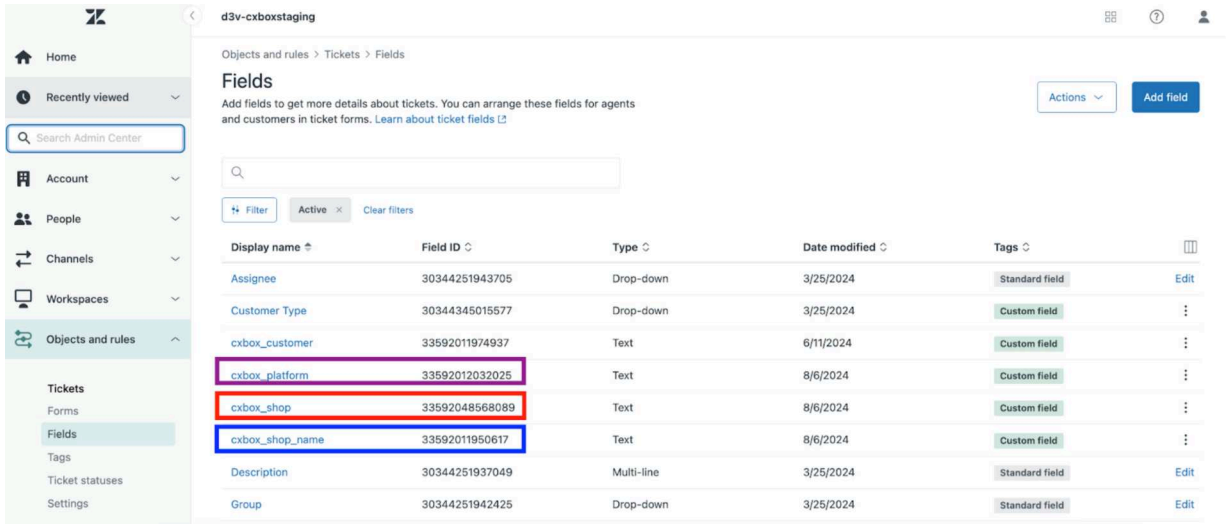 d3v-cxboxstaging
Home
Recently viewed
Search Admin Center
Account
People
Channels
Workspaces
Objects and rules
Tickets
Forms
Fields
Tags
Ticket statuses
Settings
Objects and rules > Tickets > Fields
Fields
Add fields to get more details about tickets. You can arrange these fields for agents
and customers in ticket forms. Learn about ticket fields
Actions
Add field
Filter Active × Clear filters
Display name Field ID Type Date modified Tags
Assignee 30344251943705 Drop-down 3/25/2024 Standard field Edit
Customer Type 30344345015577 Drop-down 3/25/2024 Custom field
cxbox_customer 33592011974937 Text 6/11/2024 Custom field
cxbox_platform 33592012032025 Text 8/6/2024 Custom field
cxbox_shop 33592048568089 Text 8/6/2024 Custom field
cxbox_shop_name 33592011950617 Text 8/6/2024 Custom field
Description 30344251937049 Multi-line 3/25/2024 Standard field Edit
Group 30344251942425 Drop-down 3/25/2024 Standard field Edit